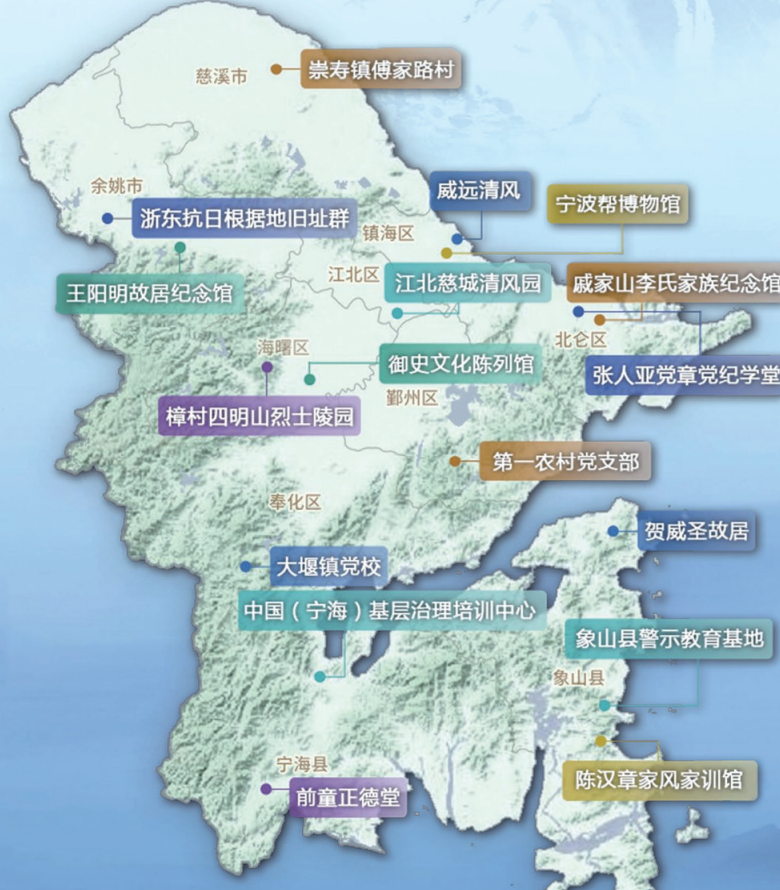 慈溪市
崇寿镇傅家路村
余姚市
威远清风
宁波帮博物馆
浙东抗日根据地旧址群
镇海区
王阳明故居纪念馆
江北区
江北慈城清风园
戚家山李氏家族纪念馆
北仑区
海曙区
御史文化陈列馆
张人亚党章党纪学堂
鄞州区
樟村四明山烈士陵园
第一农村党支部
奉化区
贺威圣故居
大堰镇党校
中国（宁海）基层治理培训中心
象山县警示教育基地
象山县
宁海县
陈汉章家风家训馆
前童正德堂